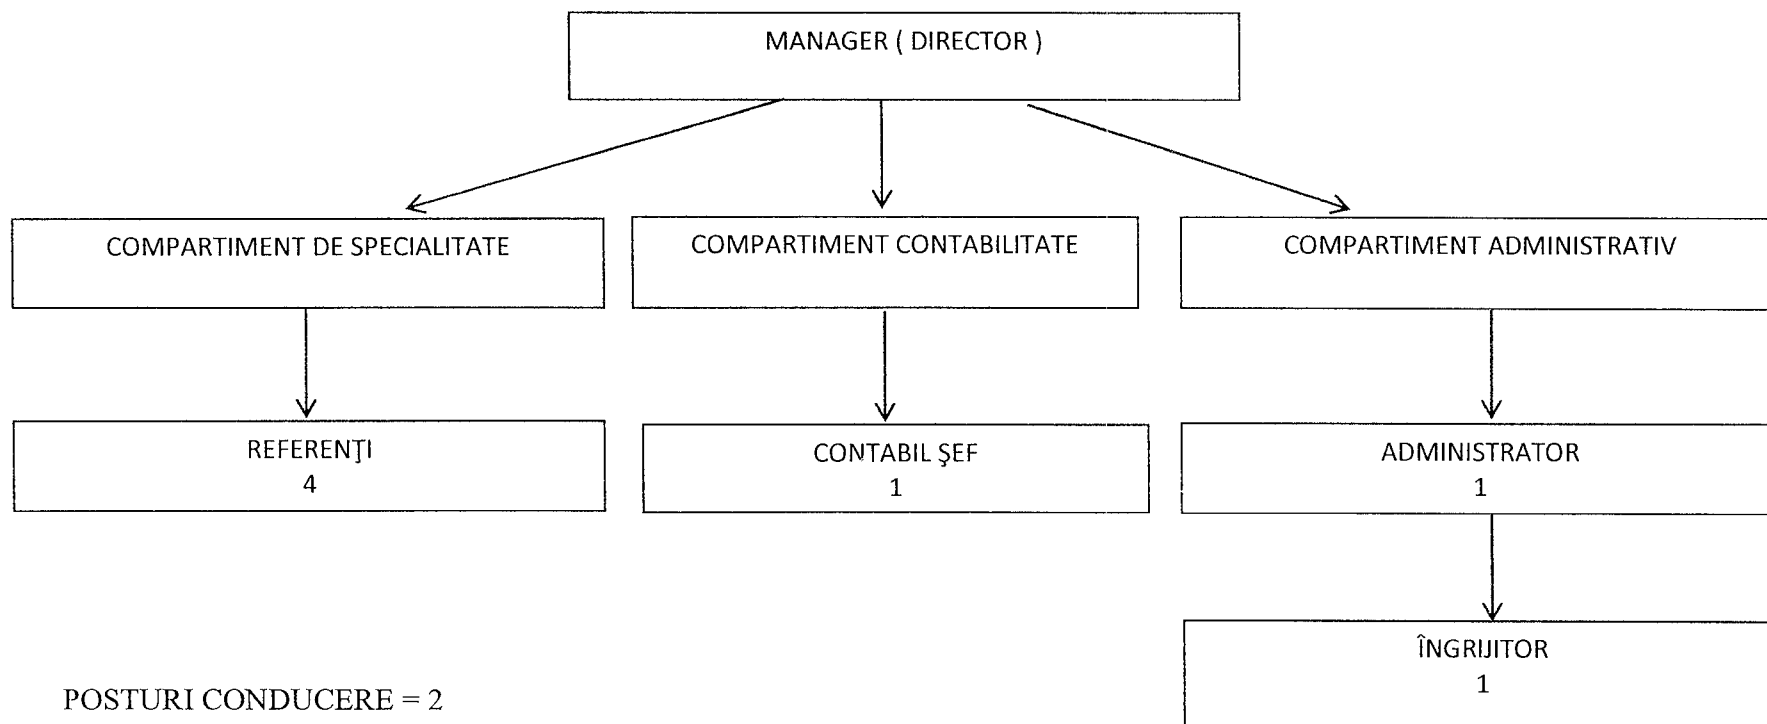 MANAGER ( DIRECTOR )
COMPARTIMENT DE SPECIALITATE
COMPARTIMENT CONTABILITATE
COMPARTIMENT ADMINISTRATIV
REFERENŢI
4
CONTABIL ŞEF
1
ADMINISTRATOR
1
ÎNGRIJITOR
1
POSTURI CONDUCERE = 2